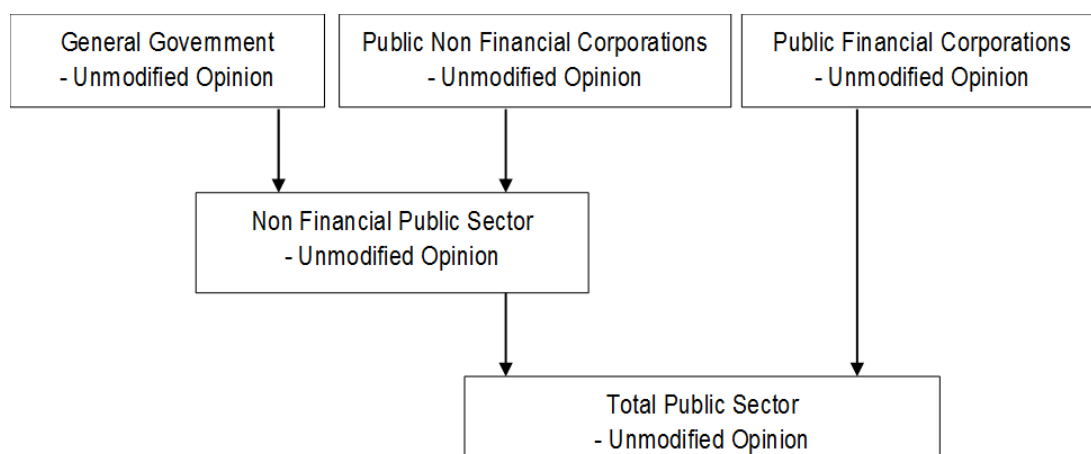 General Government
- Unmodified Opinion
Public Non Financial Corporations
- Unmodified Opinion
Public Financial Corporations
- Unmodified Opinion
Non Financial Public Sector
- Unmodified Opinion
Total Public Sector
- Unmodified Opinion